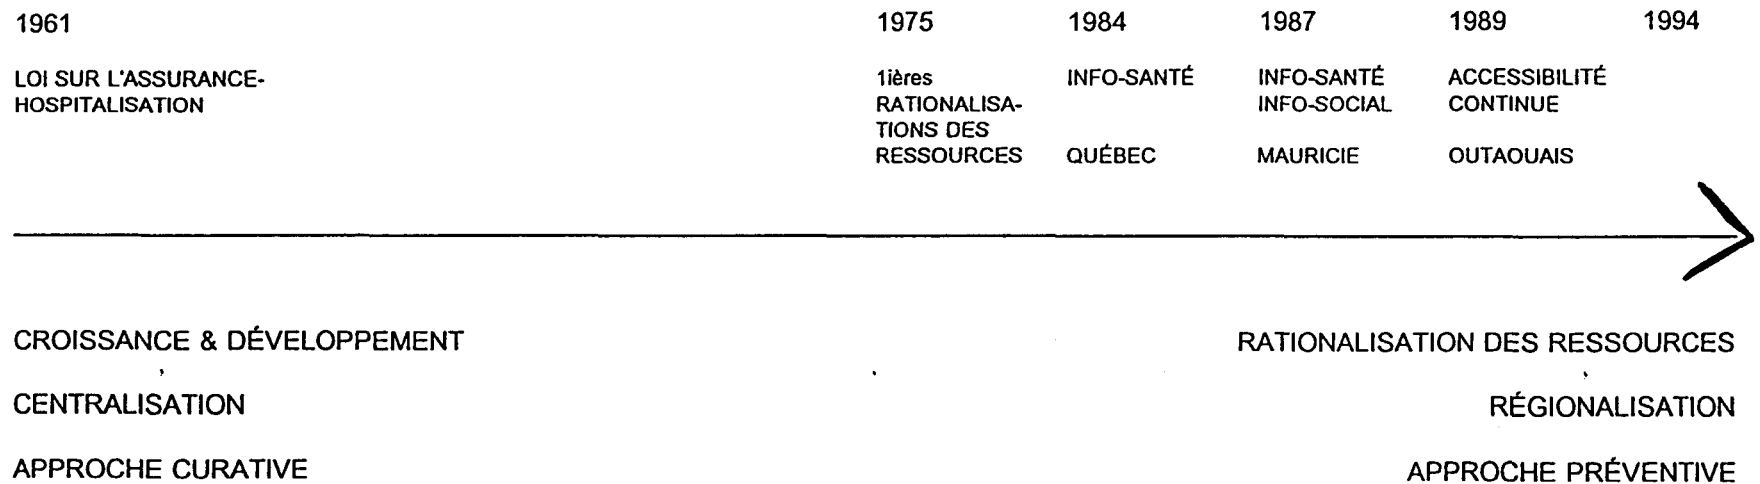 1961
LOI SUR L'ASSURANCE-
HOSPITALISATION
1975
1ières
RATIONALISA-
TIONS DES
RESSOURCES
1984
INFO-SANTÉ
QUÉBEC
1987
INFO-SANTÉ
INFO-SOCIAL
MAURICIE
1989
ACCESSIBILITÉ
CONTINUE
OUTAOUAIS
1994
CROISSANCE & DÉVELOPPEMENT
RATIONALISATION DES RESSOURCES
CENTRALISATION
RÉGIONALISATION
APPROCHE CURATIVE
APPROCHE PRÉVENTIVE